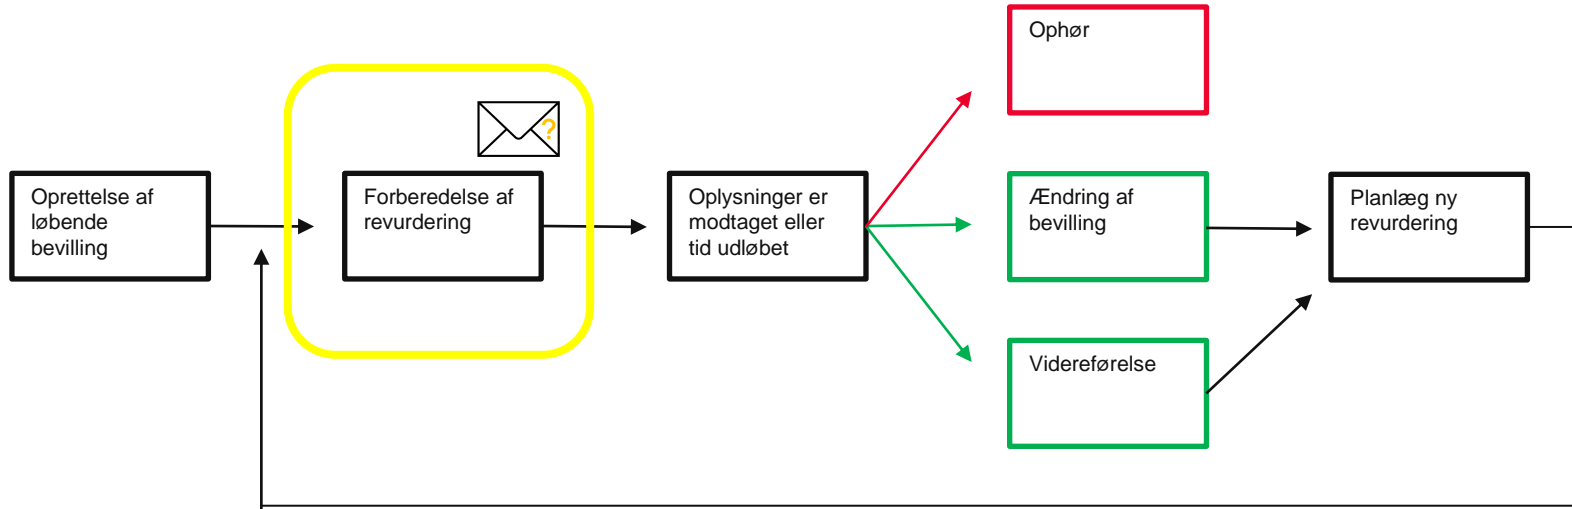 Ophør
?
Oprettelse af
løbende
bevilling
Forberedelse af
revurdering
Oplysninger er
modtaget eller
tid udløbet
Ændring af
bevilling
Planlæg ny
revurdering
Videreførelse